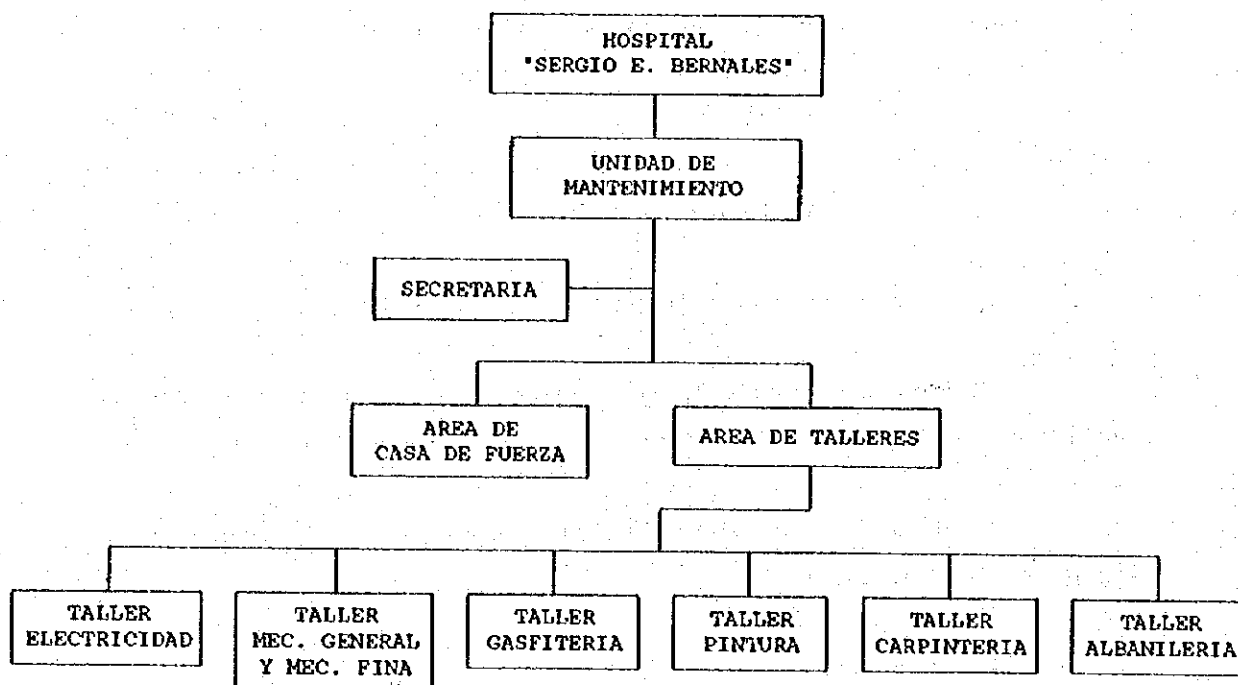 HOSPITAL
"SERGIO E. BERNALES"
UNIDAD DE
MANTENIMIENTO
SECRETARIA
AREA DE
CASA DE FUERZA
AREA DE TALLERES
TALLER
ELECTRICIDAD
TALLER
MEC. GENERAL
Y MEC. FINA
TALLER
GASFITERIA
TALLER
PINTURA
TALLER
CARPINTERIA
TALLER
ALBANILERIA